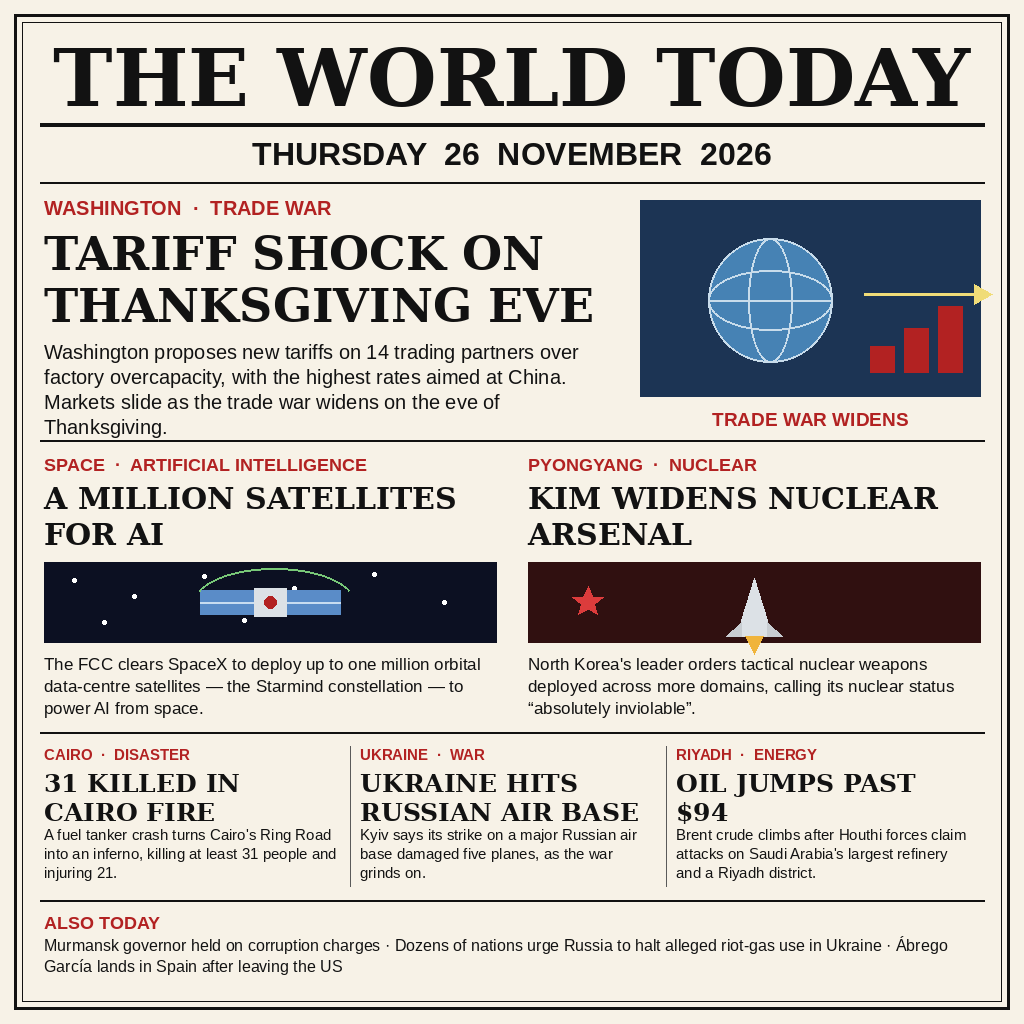 THE WORLD TODAY
THURSDAY 26 NOVEMBER 2026
WASHINGTON · TRADE WAR
TARIFF SHOCK ON
THANKSGIVING EVE
Washington proposes new tariffs on 14 trading partners over
factory overcapacity, with the highest rates aimed at China.
Markets slide as the trade war widens on the eve of
Thanksgiving.
TRADE WAR WIDENS
SPACE · ARTIFICIAL INTELLIGENCE
A MILLION SATELLITES
FOR AI
The FCC clears SpaceX to deploy up to one million orbital
data-centre satellites — the Starmind constellation — to
power AI from space.
PYONGYANG · NUCLEAR
KIM WIDENS NUCLEAR
ARSENAL
North Korea's leader orders tactical nuclear weapons
deployed across more domains, calling its nuclear status
“absolutely inviolable”.
CAIRO · DISASTER
31 KILLED IN
CAIRO FIRE
A fuel tanker crash turns Cairo's Ring Road
into an inferno, killing at least 31 people and
injuring 21.
UKRAINE · WAR
UKRAINE HITS
RUSSIAN AIR BASE
Kyiv says its strike on a major Russian air
base damaged five planes, as the war
grinds on.
RIYADH · ENERGY
OIL JUMPS PAST
$94
Brent crude climbs after Houthi forces claim
attacks on Saudi Arabia's largest refinery
and a Riyadh district.
ALSO TODAY
Murmansk governor held on corruption charges · Dozens of nations urge Russia to halt alleged riot-gas use in Ukraine · Ábrego
García lands in Spain after leaving the US